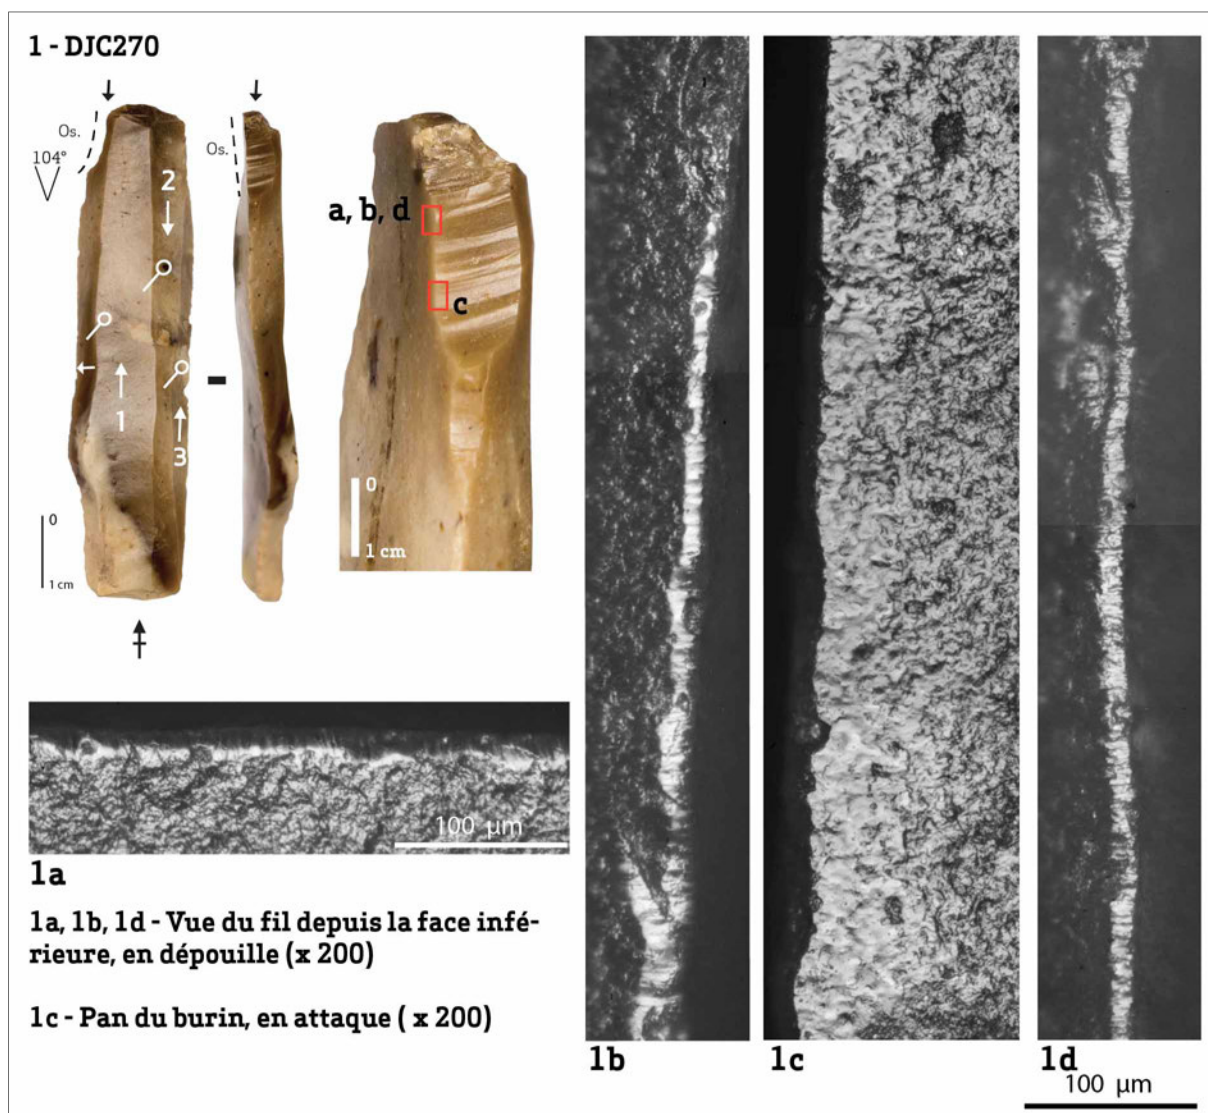 1 - DJC270
Os.
104°
2
Os.
a, b, d
c
1
3
0
1 cm
0
1 cm
100 µm
1a
1a, 1b, 1d - Vue du fil depuis la face infé-
rieure, en dépouille (x 200)
1c - Pan du burin, en attaque ( x 200)
1b
1c
1d
100 µm